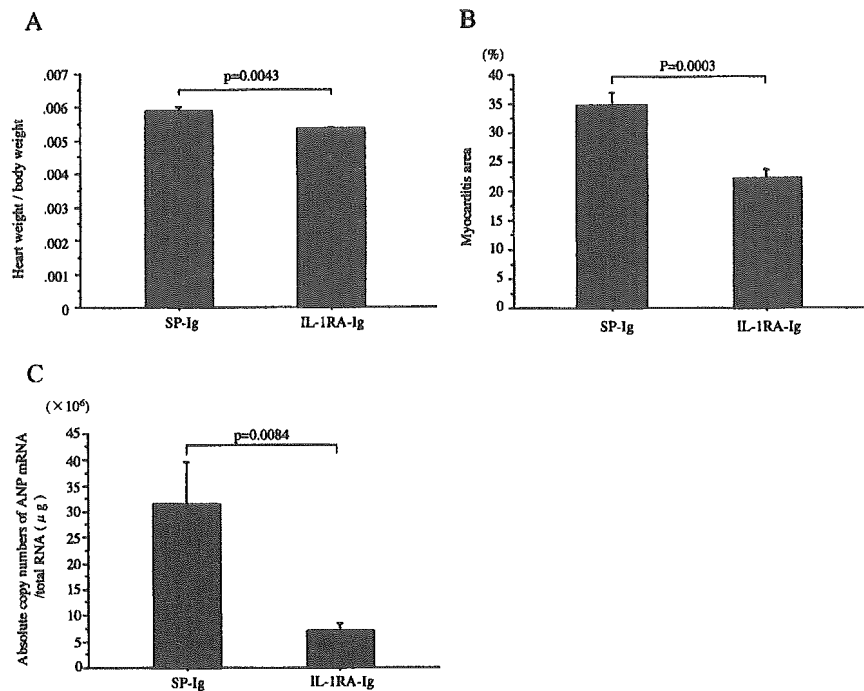 A
p=0.0043
.007
.006
.005
.004
.003
.002
.001
0
Heart weight / body weight
SP-Ig
IL-1RA-Ig
B
(%)
P=0.0003
40
35
30
25
20
15
10
5
0
Myocarditis area
SP-Ig
IL-1RA-Ig
C
(×10⁶)
p=0.0084
45
40
35
30
25
20
15
10
5
0
Absolute copy numbers of ANP mRNA
/total RNA ( μ g )
SP-Ig
IL-1RA-Ig